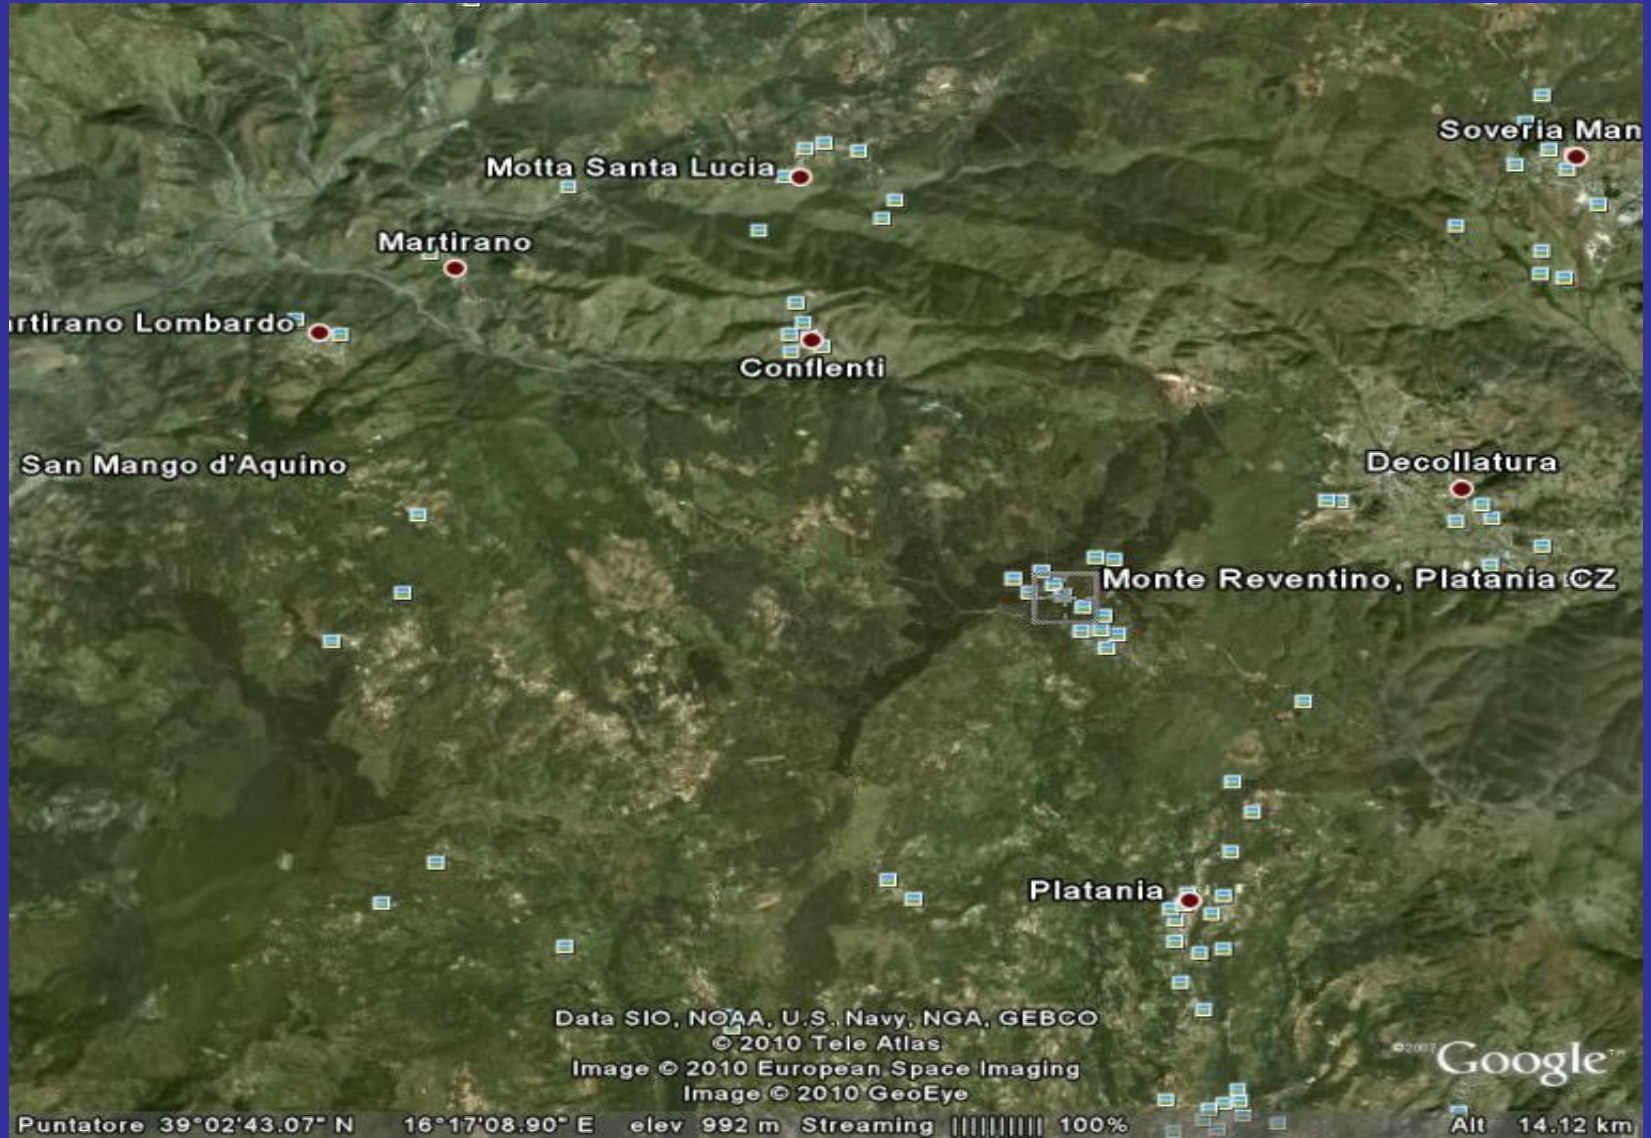 Soveria Man
Motta Santa Lucia
Martirano
rtirano Lombardo
Conflenti
San Mango d'Aquino
Decollatura
Monte Reventino, Platania CZ
Platania
Data SIO, NOAA, U.S. Navy, NGA, GEBCO
© 2010 Tele Atlas
Image © 2010 European Space Imaging
Image © 2010 GeoEye
©2007 Google™
Puntatore 39°02'43.07" N 16°17'08.90" E elev 992 m Streaming |||||||||| 100% Alt 14.12 km